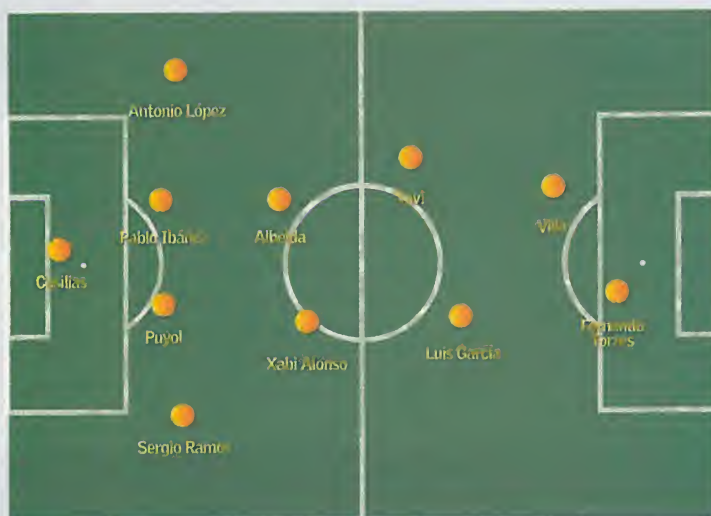 Antonio López
Xavi
Pablo Ibáñez
Albelda
Villa
Casillas
Puyol
Xabi Alonso
Luis García
Fernando
Torres
Sergio Ramos